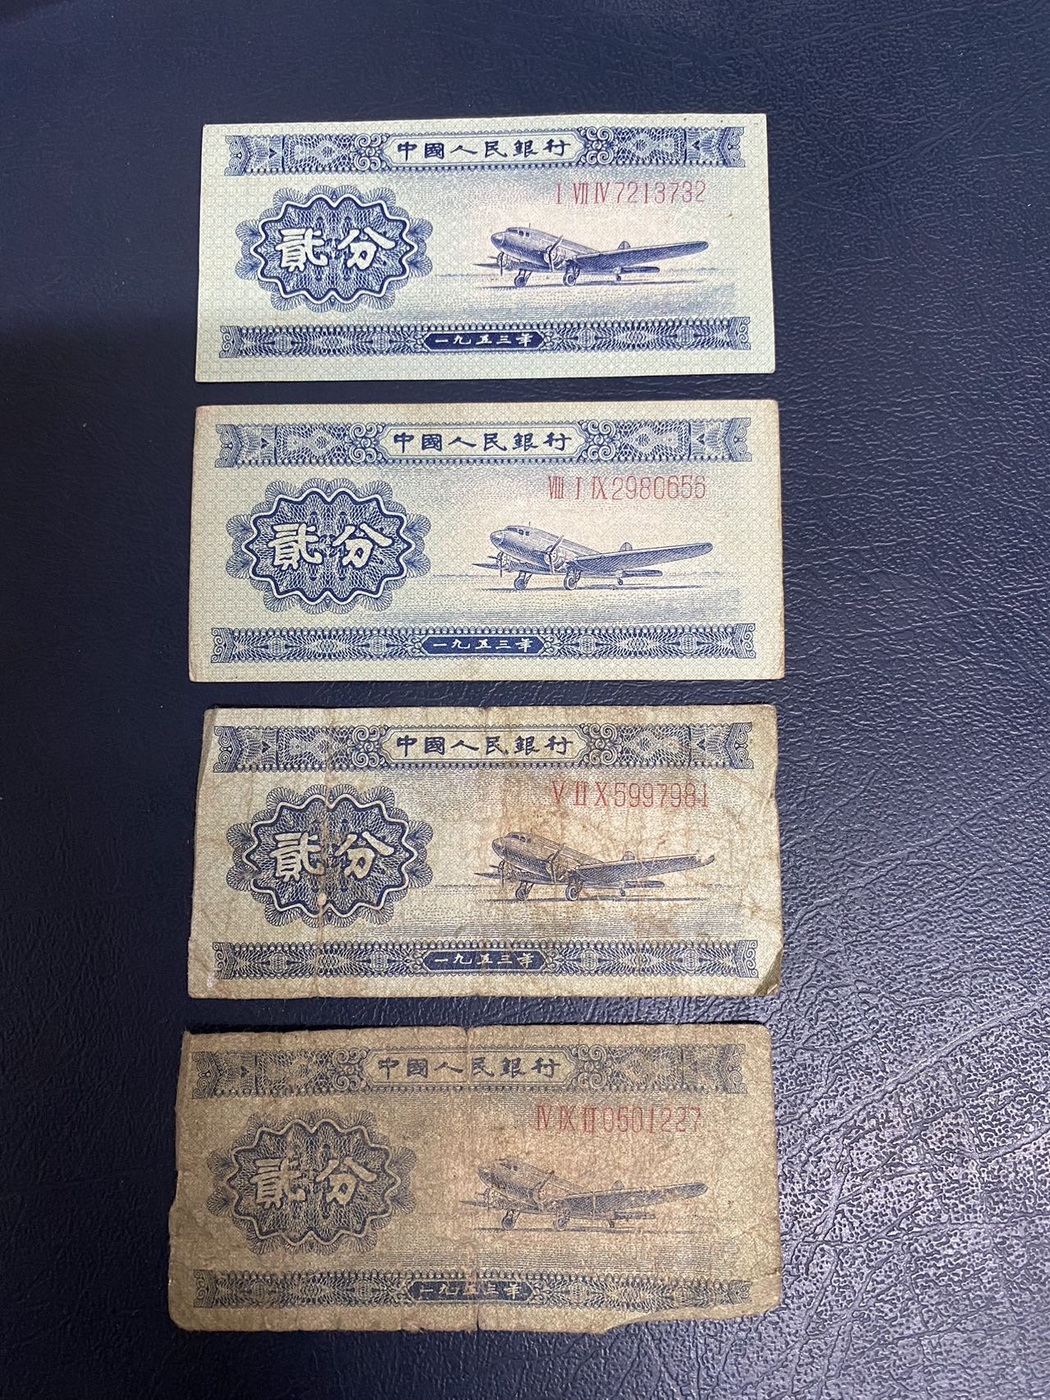 中國人民銀行
I VII IV 7213732
貳分
一九五三年
中國人民銀行
VIII I IX 2980656
貳分
一九五三年
中國人民銀行
V II X 5997981
貳分
一九五三年
中國人民銀行
IV IX III 0501227
貳分
一九五三年